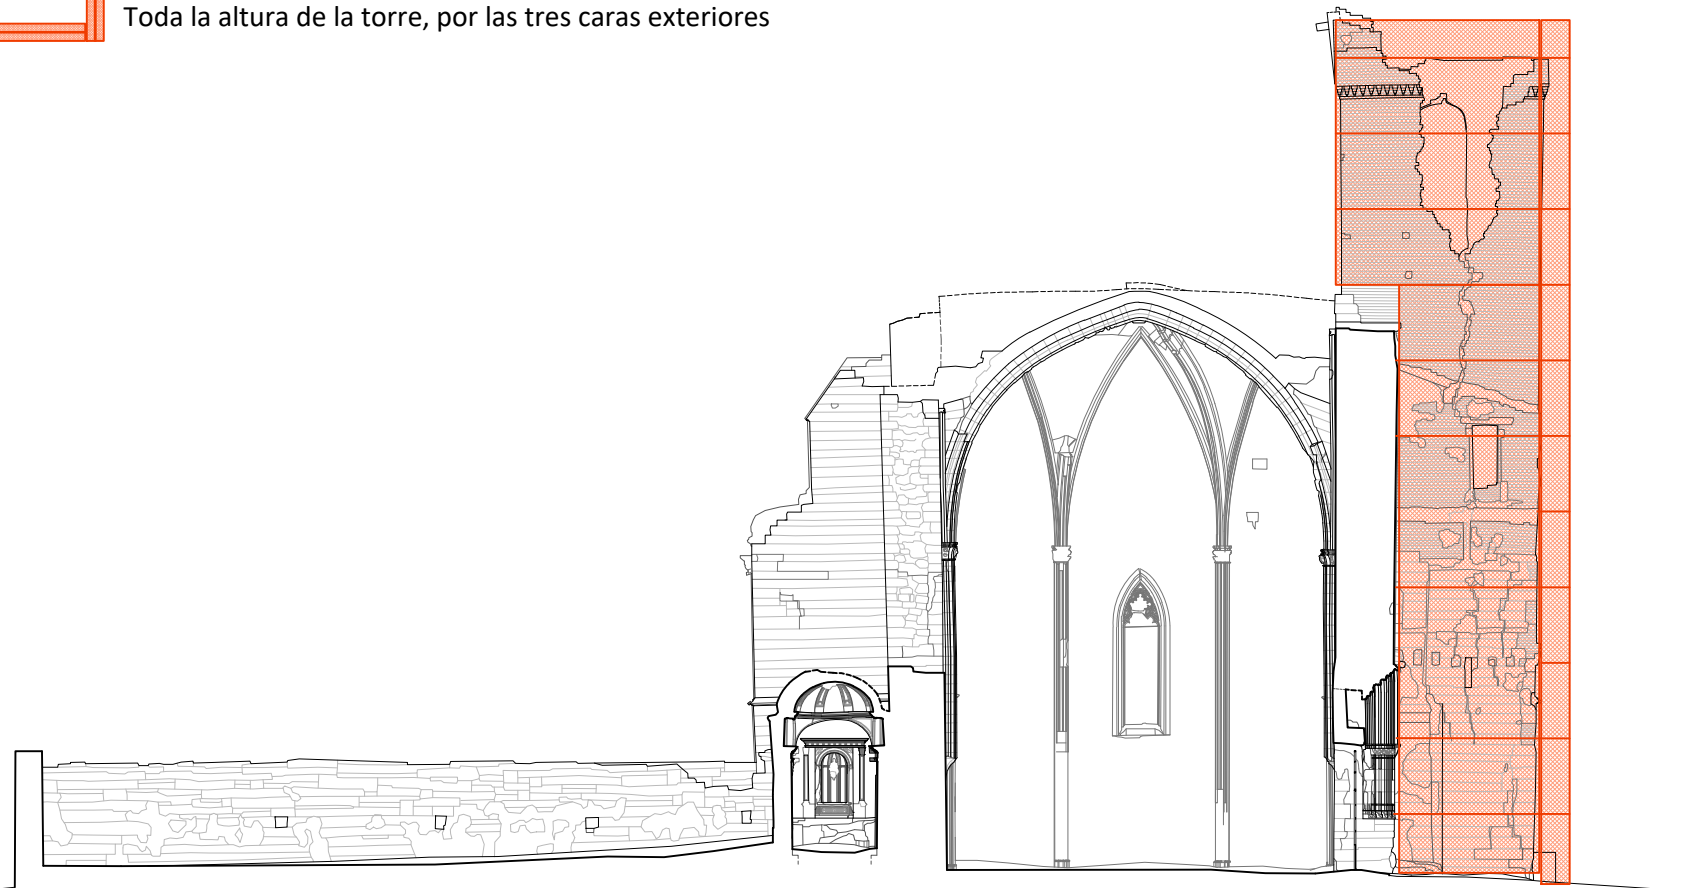 Toda la altura de la torre, por las tres caras exteriores